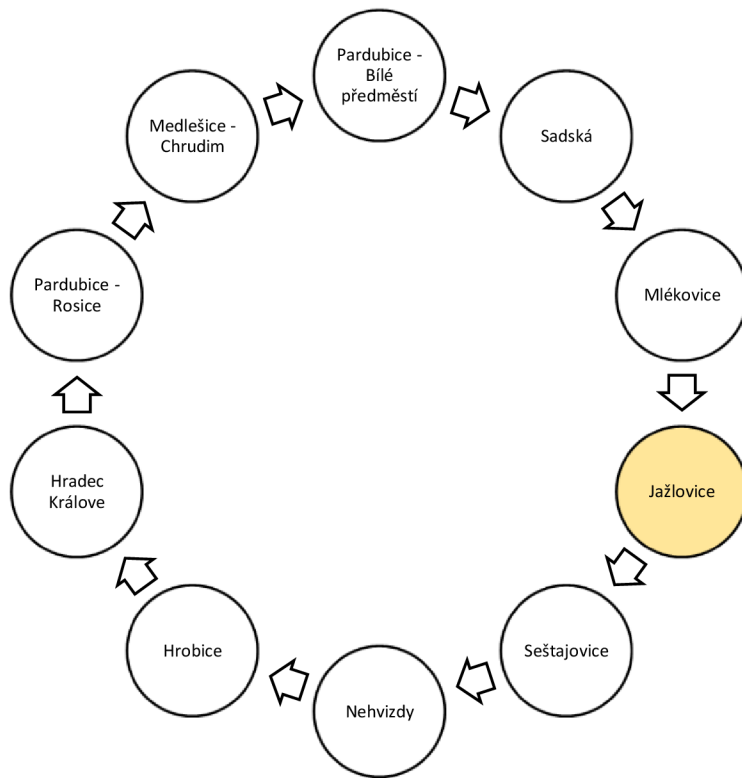 Pardubice -
Bílé
předměstí
Sadská
Mlékovice
Jažlovice
Seštajovice
Nehvizdy
Hrobice
Hradec
Králove
Pardubice -
Rosice
Medlešice -
Chrudim